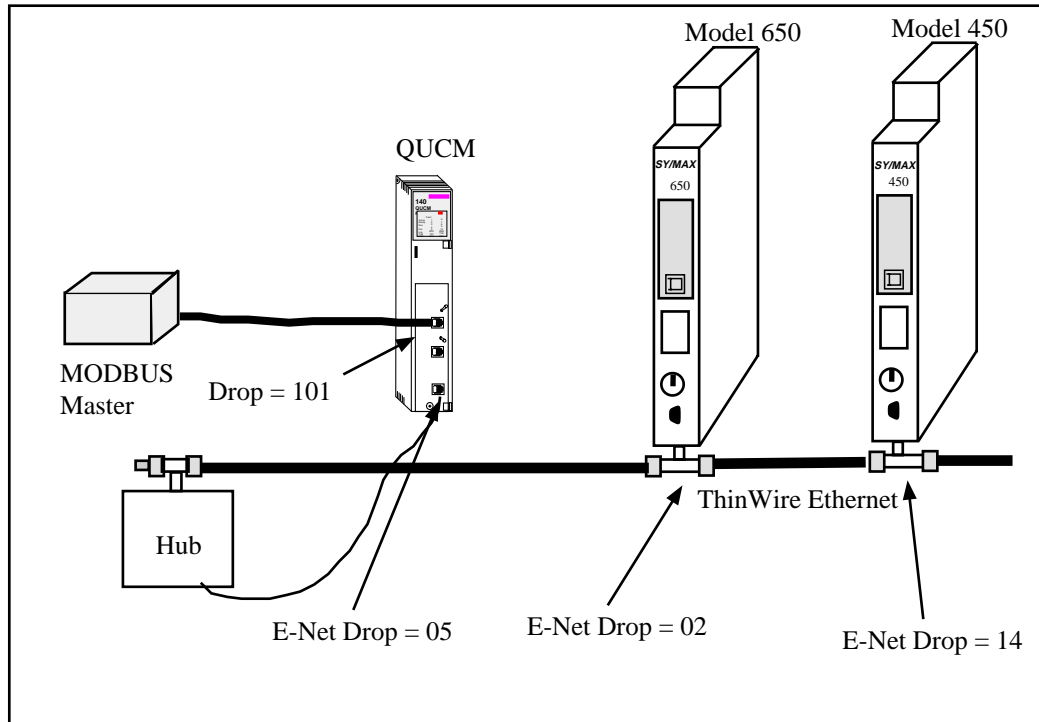 Model 650
Model 450
QUCM
SY/MAX
650
SY/MAX
450
140
QUCM
MODBUS
Master
Drop = 101
ThinWire Ethernet
Hub
E-Net Drop = 05
E-Net Drop = 02
E-Net Drop = 14